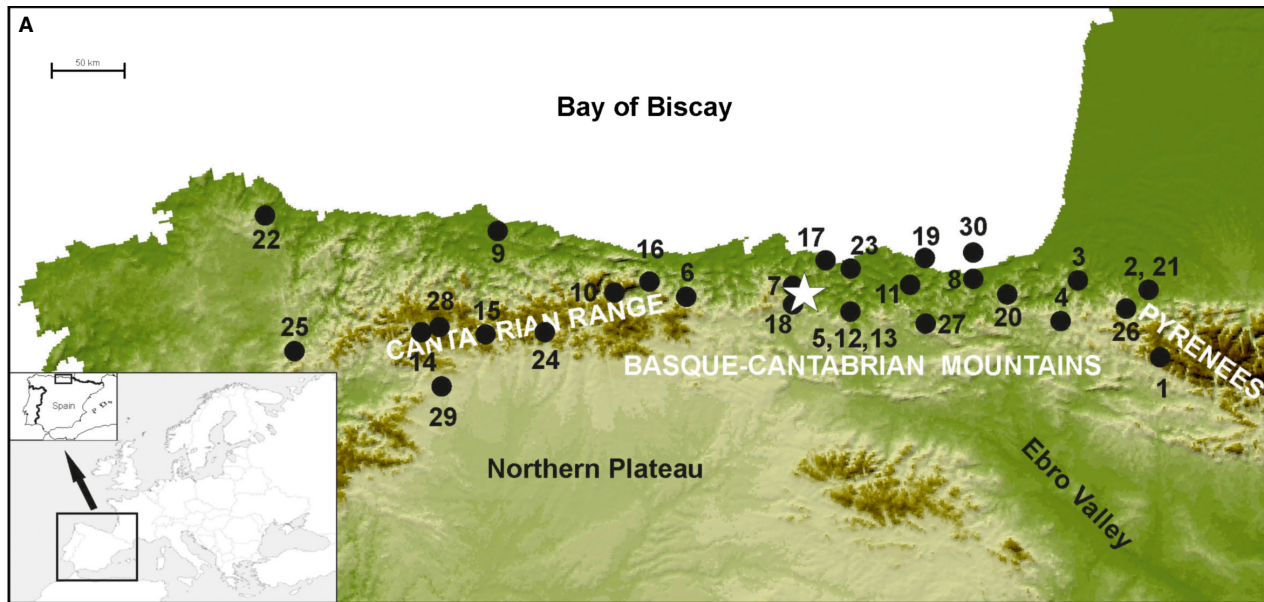 A
50 km
Bay of Biscay
22
9
16
6
17
23
19
30
3
2, 21
7
10
11
8
4
28
15
18
5, 12, 13
27
20
26
25
14
24
1
29
CANTABRIAN RANGE
BASQUE-CANTABRIAN MOUNTAINS
PYRENEES
Northern Plateau
Ebro Valley
Spain